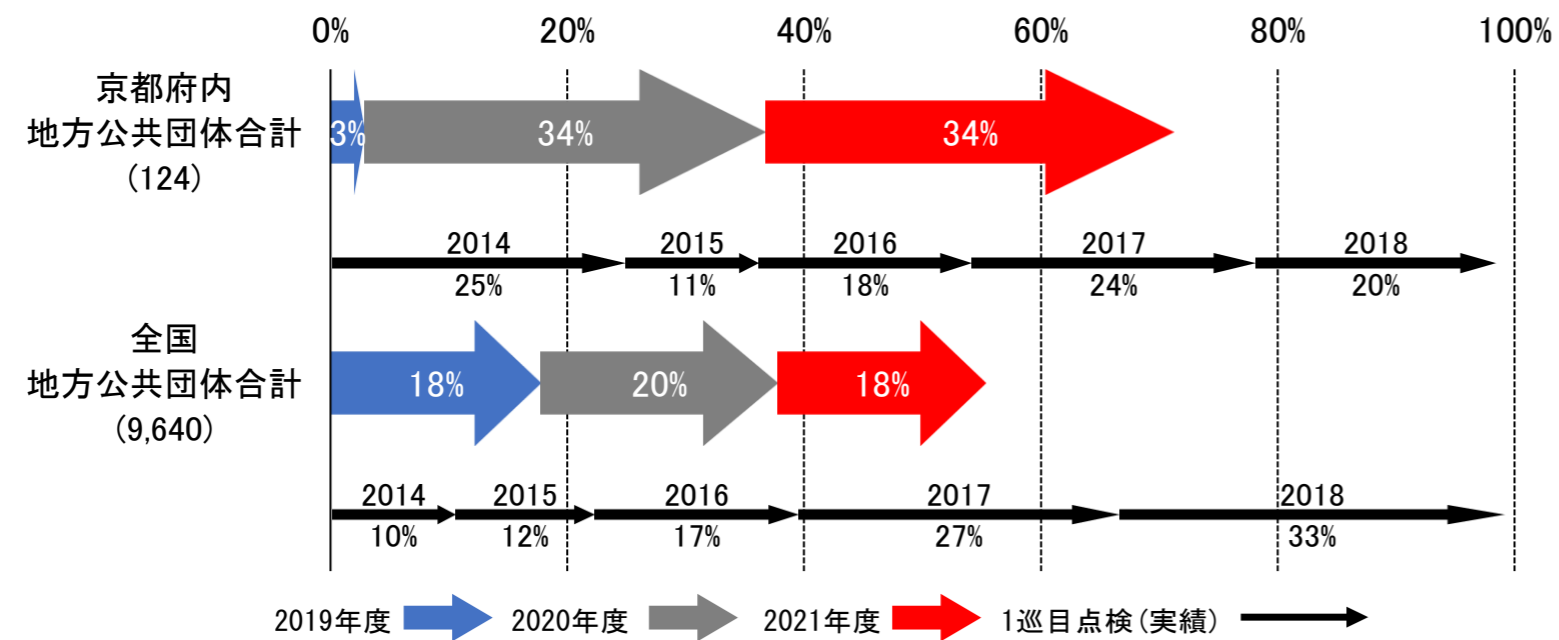 0% 20% 40% 60% 80% 100%
京都府内
地方公共団体合計
(124)
3% 34% 34%
2014 2015 2016 2017 2018
25% 11% 18% 24% 20%
全国
地方公共団体合計
(9,640)
18% 20% 18%
2014 2015 2016 2017 2018
10% 12% 17% 27% 33%
2019年度 2020年度 2021年度 1巡目点検(実績)